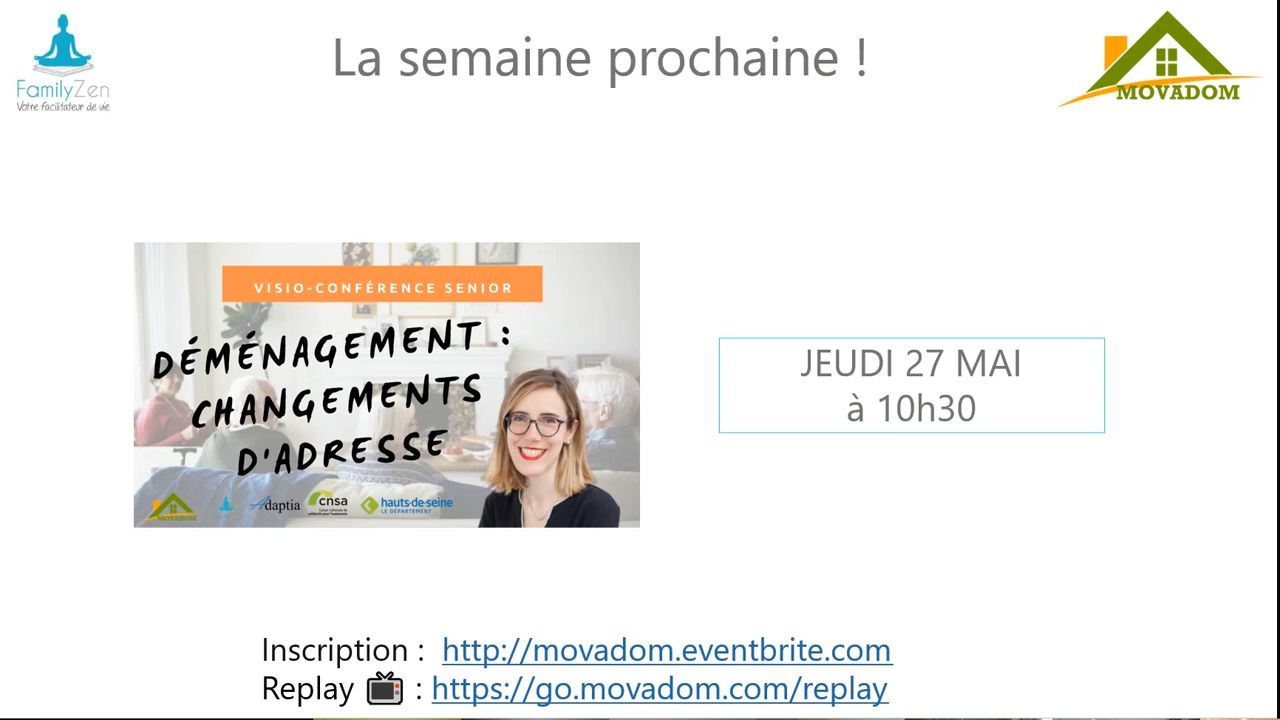 FamilyZen
Votre facilitateur de vie
La semaine prochaine !
MOVADOM
VISIO-CONFÉRENCE SENIOR
DÉMÉNAGEMENT :
CHANGEMENTS
D'ADRESSE
MOVADOM
Adaptia
cnsa
hauts-de-seine
LE DÉPARTEMENT
JEUDI 27 MAI
à 10h30
Inscription : http://movadom.eventbrite.com
Replay : https://go.movadom.com/replay